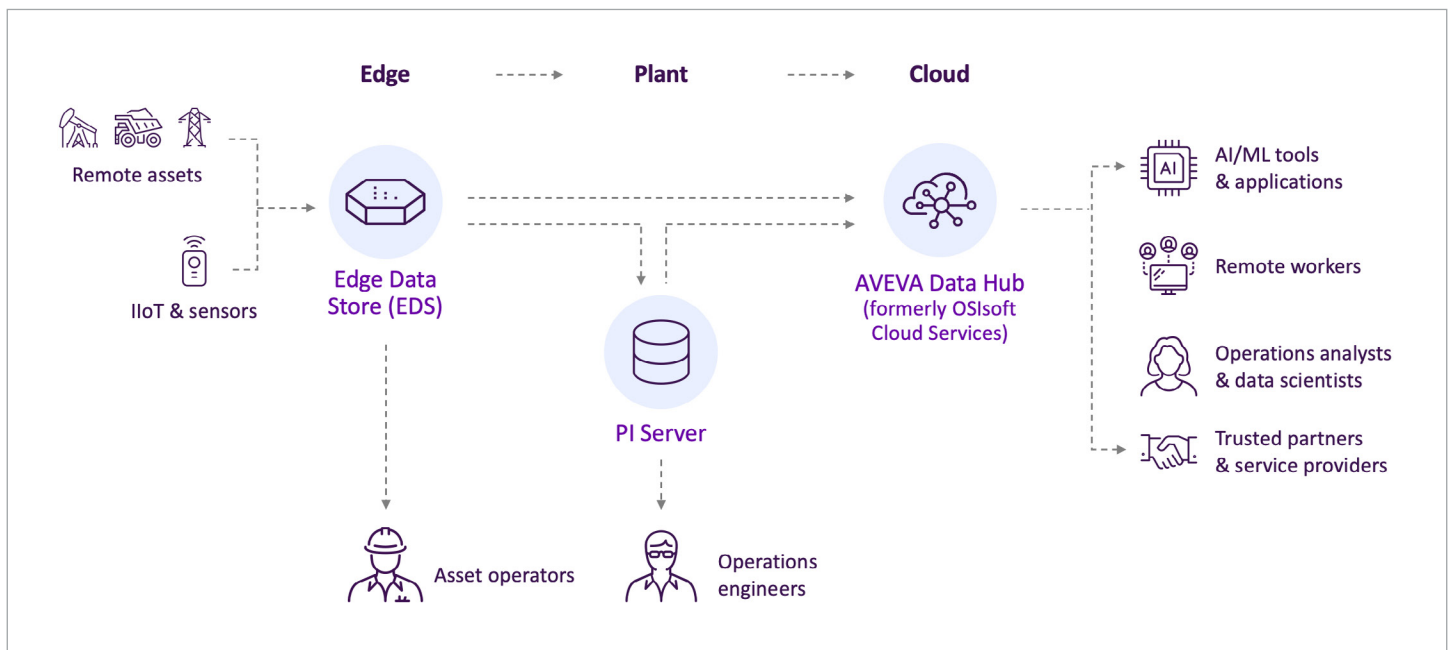 Edge
Plant
Cloud
Remote assets
IIoT & sensors
Edge Data
Store (EDS)
PI Server
AVEVA Data Hub
(formerly OSIsoft
Cloud Services)
AI
AI/ML tools
& applications
Remote workers
Operations analysts
& data scientists
Trusted partners
& service providers
Asset operators
Operations
engineers